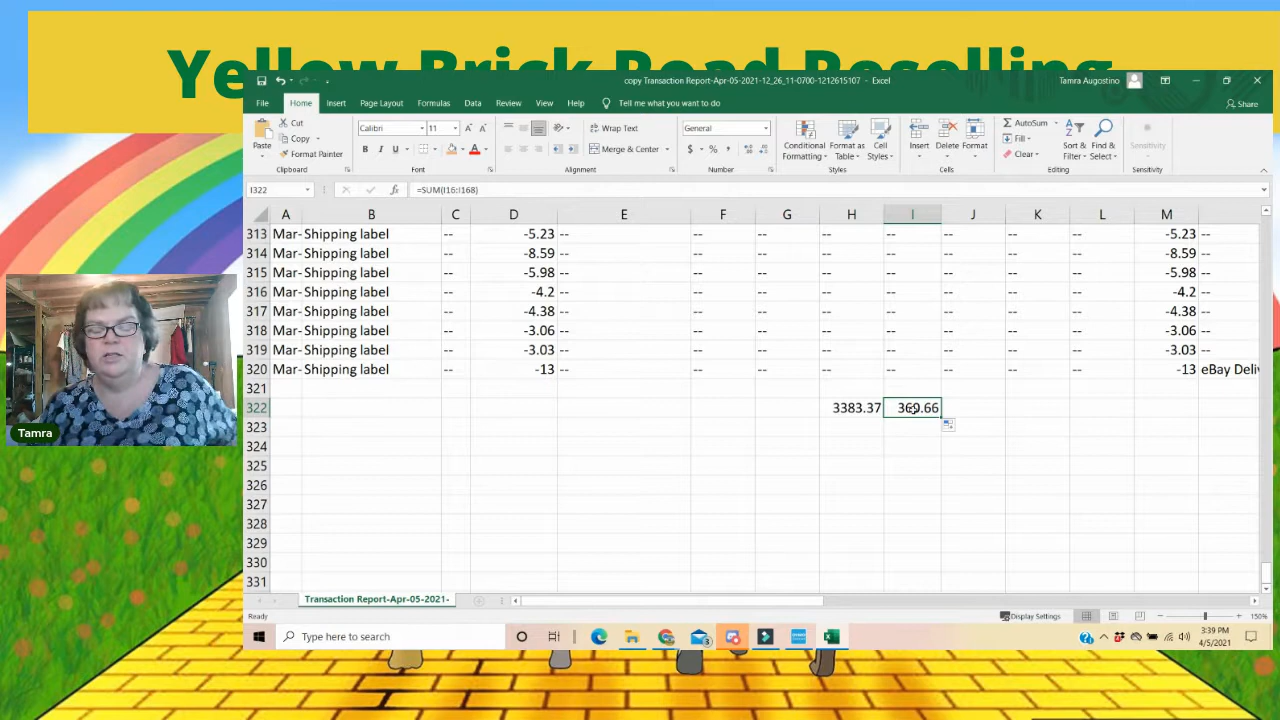 Yellow Brick Road Reselling
copy Transaction Report-Apr-05-2021-12_26_11-0700-1212615107 - Excel
Tamra Augostino
File Home Insert Page Layout Formulas Data Review View Help Tell me what you want to do
Share
Paste
Cut
Copy
Format Painter
Calibri 11
B I U
Wrap Text
Merge & Center
General
$ % ,
Conditional Formatting
Format as Table
Cell Styles
Insert Delete Format
AutoSum
Fill
Clear
Sort & Filter
Find & Select
Sensitivity
Clipboard Font Alignment Number Styles Cells Editing Sensitivity
I322 fx =SUM(I16:I168)
A B C D E F G H I J K L M
313 Mar- Shipping label -- -5.23 -- -- -- -- -- -- -- -- -5.23 --
314 Mar- Shipping label -- -8.59 -- -- -- -- -- -- -- -- -8.59 --
315 Mar- Shipping label -- -5.98 -- -- -- -- -- -- -- -- -5.98 --
316 Mar- Shipping label -- -4.2 -- -- -- -- -- -- -- -- -4.2 --
317 Mar- Shipping label -- -4.38 -- -- -- -- -- -- -- -- -4.38 --
318 Mar- Shipping label -- -3.06 -- -- -- -- -- -- -- -- -3.06 --
319 Mar- Shipping label -- -3.03 -- -- -- -- -- -- -- -- -3.03 --
320 Mar- Shipping label -- -13 -- -- -- -- -- -- -- -- -13 eBay Deli
321
322 3383.37 369.66
323
324
325
326
327
328
329
330
331
Tamra
Transaction Report-Apr-05-2021-
Ready
Display Settings
150%
Type here to search
3
3:39 PM
4/5/2021